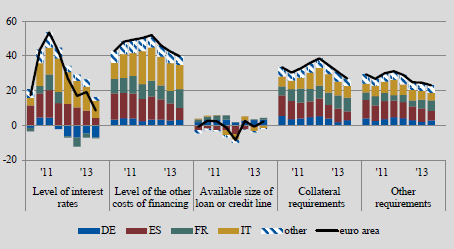 60
40
20
0
-20
'11 '13 '11 '13 '11 '13 '11 '13 '11 '13
Level of interest rates
Level of the other costs of financing
Available size of loan or credit line
Collateral requirements
Other requirements
DE ES FR IT other euro area